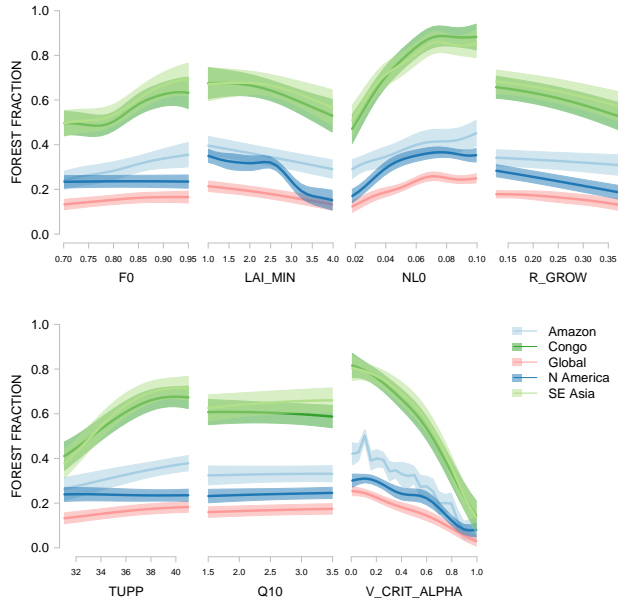 1.0
0.8
0.6
0.4
0.2
0.0
FOREST FRACTION
0.70 0.75 0.80 0.85 0.90 0.95
1.0 1.5 2.0 2.5 3.0 3.5 4.0
0.02 0.04 0.06 0.08 0.10
0.15 0.20 0.25 0.30 0.35
F0 LAI_MIN NL0 R_GROW
1.0
0.8
0.6
0.4
0.2
0.0
FOREST FRACTION
32 34 36 38 40
1.5 2.0 2.5 3.0 3.5
0.0 0.2 0.4 0.6 0.8 1.0
TUPP Q10 V_CRIT_ALPHA
Amazon
Congo
Global
N America
SE Asia